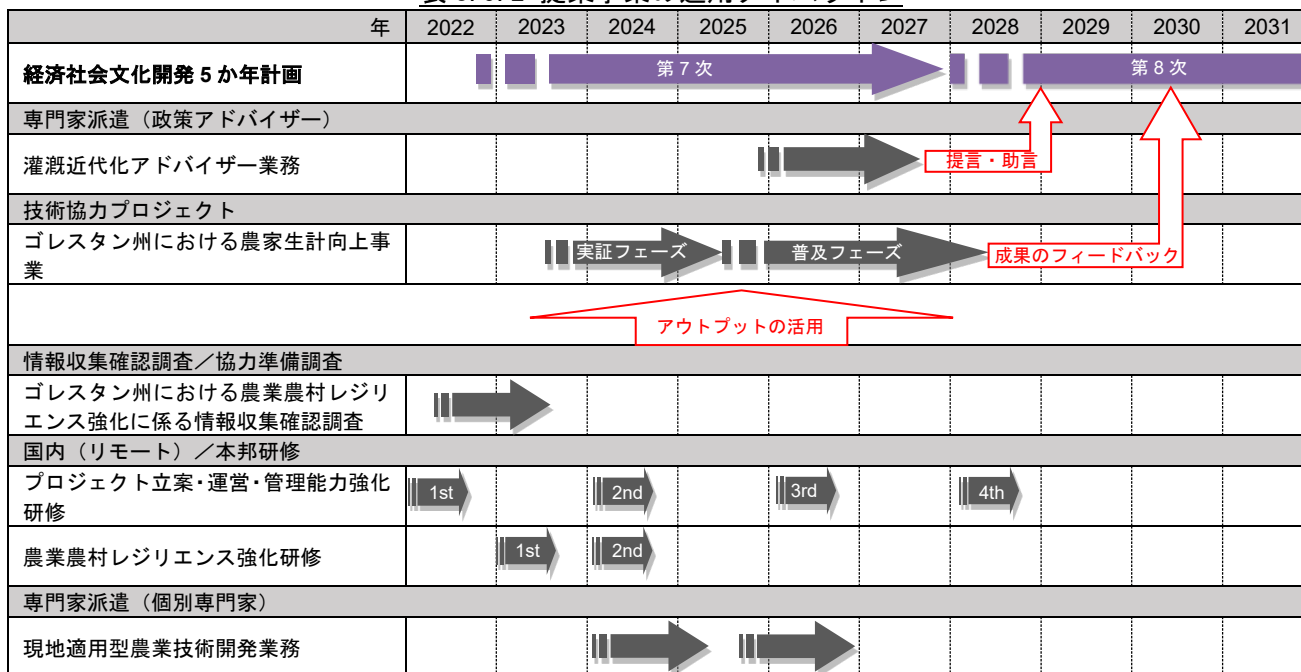 年 2022 2023 2024 2025 2026 2027 2028 2029 2030 2031
経済社会文化開発 5 か年計画
第 7 次
第 8 次
専門家派遣（政策アドバイザー）
灌漑近代化アドバイザー業務
提言・助言
技術協力プロジェクト
ゴレスタン州における農家生計向上事
業
実証フェーズ
普及フェーズ
成果のフィードバック
アウトプットの活用
情報収集確認調査／協力準備調査
ゴレスタン州における農業農村レジリ
エンス強化に係る情報収集確認調査
国内（リモート）／本邦研修
プロジェクト立案・運営・管理能力強化
研修
1st 2nd 3rd 4th
農業農村レジリエンス強化研修
1st 2nd
専門家派遣（個別専門家）
現地適用型農業技術開発業務